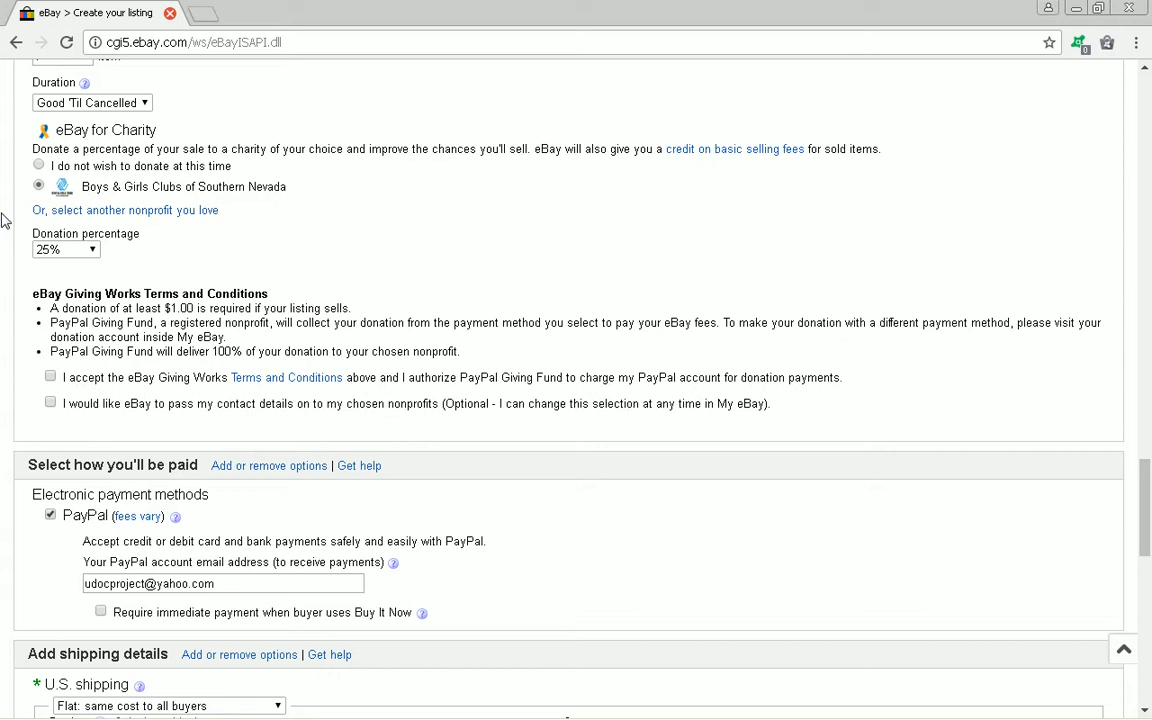 eBay > Create your listing
cgi5.ebay.com/ws/eBayISAPI.dll
0
Duration
Good 'Til Cancelled
eBay for Charity
Donate a percentage of your sale to a charity of your choice and improve the chances you'll sell. eBay will also give you a credit on basic selling fees for sold items.
I do not wish to donate at this time
Boys & Girls Clubs of Southern Nevada
Or, select another nonprofit you love
Donation percentage
25%
eBay Giving Works Terms and Conditions
• A donation of at least $1.00 is required if your listing sells.
• PayPal Giving Fund, a registered nonprofit, will collect your donation from the payment method you select to pay your eBay fees. To make your donation with a different payment method, please visit your
donation account inside My eBay.
• PayPal Giving Fund will deliver 100% of your donation to your chosen nonprofit.
I accept the eBay Giving Works Terms and Conditions above and I authorize PayPal Giving Fund to charge my PayPal account for donation payments.
I would like eBay to pass my contact details on to my chosen nonprofits (Optional - I can change this selection at any time in My eBay).
Select how you'll be paid Add or remove options | Get help
Electronic payment methods
PayPal (fees vary) ?
Accept credit or debit card and bank payments safely and easily with PayPal.
Your PayPal account email address (to receive payments) ?
udocproject@yahoo.com
Require immediate payment when buyer uses Buy It Now ?
Add shipping details Add or remove options | Get help
* U.S. shipping ?
Flat: same cost to all buyers